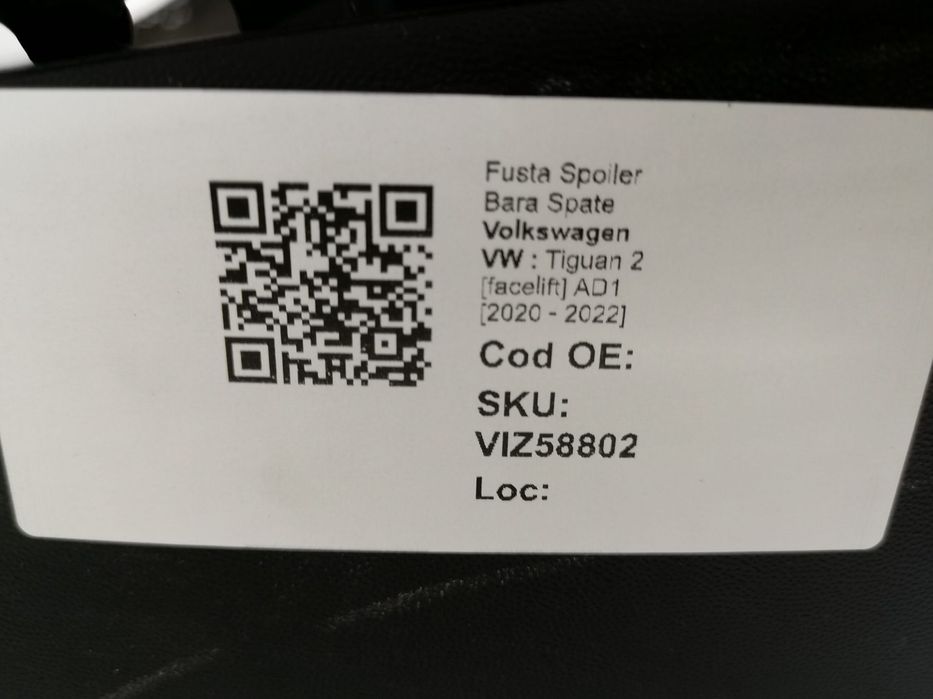 Fusta Spoiler
Bara Spate
Volkswagen
VW : Tiguan 2
[facelift] AD1
[2020 - 2022]
Cod OE:
SKU:
VIZ58802
Loc: